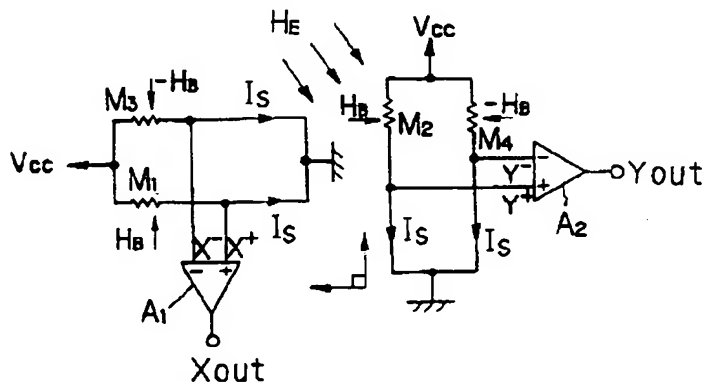 HE
Vcc
-HB
M3
IS
HB
M2
-HB
M4
Vcc
M1
Y-
-
Yout
Y+
+
A2
HB
IS
X-
X+
IS
IS
-
+
A1
Xout